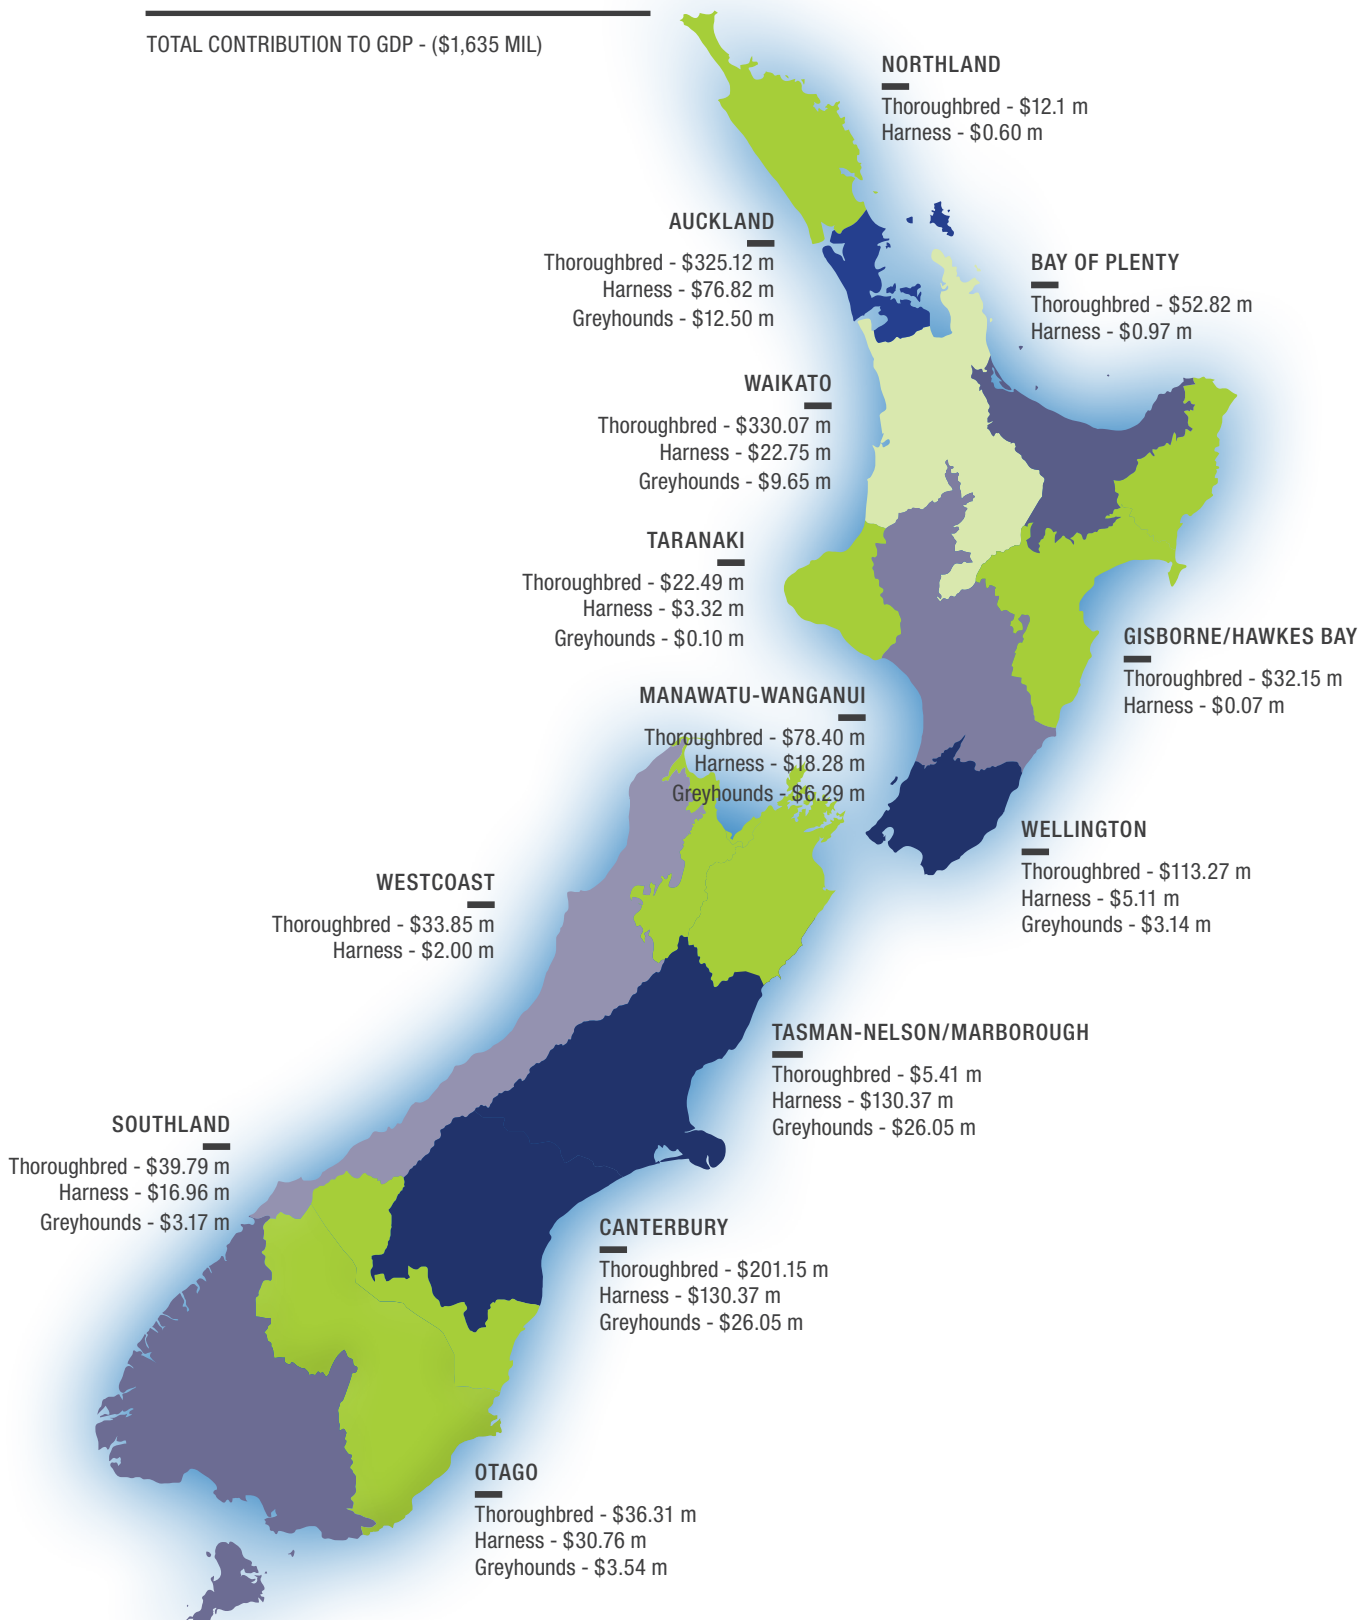 TOTAL CONTRIBUTION TO GDP - ($1,635 MIL)
NORTHLAND
Thoroughbred - $12.1 m
Harness - $0.60 m
AUCKLAND
Thoroughbred - $325.12 m
Harness - $76.82 m
Greyhounds - $12.50 m
BAY OF PLENTY
Thoroughbred - $52.82 m
Harness - $0.97 m
WAIKATO
Thoroughbred - $330.07 m
Harness - $22.75 m
Greyhounds - $9.65 m
TARANAKI
Thoroughbred - $22.49 m
Harness - $3.32 m
Greyhounds - $0.10 m
GISBORNE/HAWKES BAY
Thoroughbred - $32.15 m
Harness - $0.07 m
MANAWATU-WANGANUI
Thoroughbred - $78.40 m
Harness - $18.28 m
Greyhounds - $6.29 m
WELLINGTON
Thoroughbred - $113.27 m
Harness - $5.11 m
Greyhounds - $3.14 m
WESTCOAST
Thoroughbred - $33.85 m
Harness - $2.00 m
TASMAN-NELSON/MARBOROUGH
Thoroughbred - $5.41 m
Harness - $130.37 m
Greyhounds - $26.05 m
SOUTHLAND
Thoroughbred - $39.79 m
Harness - $16.96 m
Greyhounds - $3.17 m
CANTERBURY
Thoroughbred - $201.15 m
Harness - $130.37 m
Greyhounds - $26.05 m
OTAGO
Thoroughbred - $36.31 m
Harness - $30.76 m
Greyhounds - $3.54 m